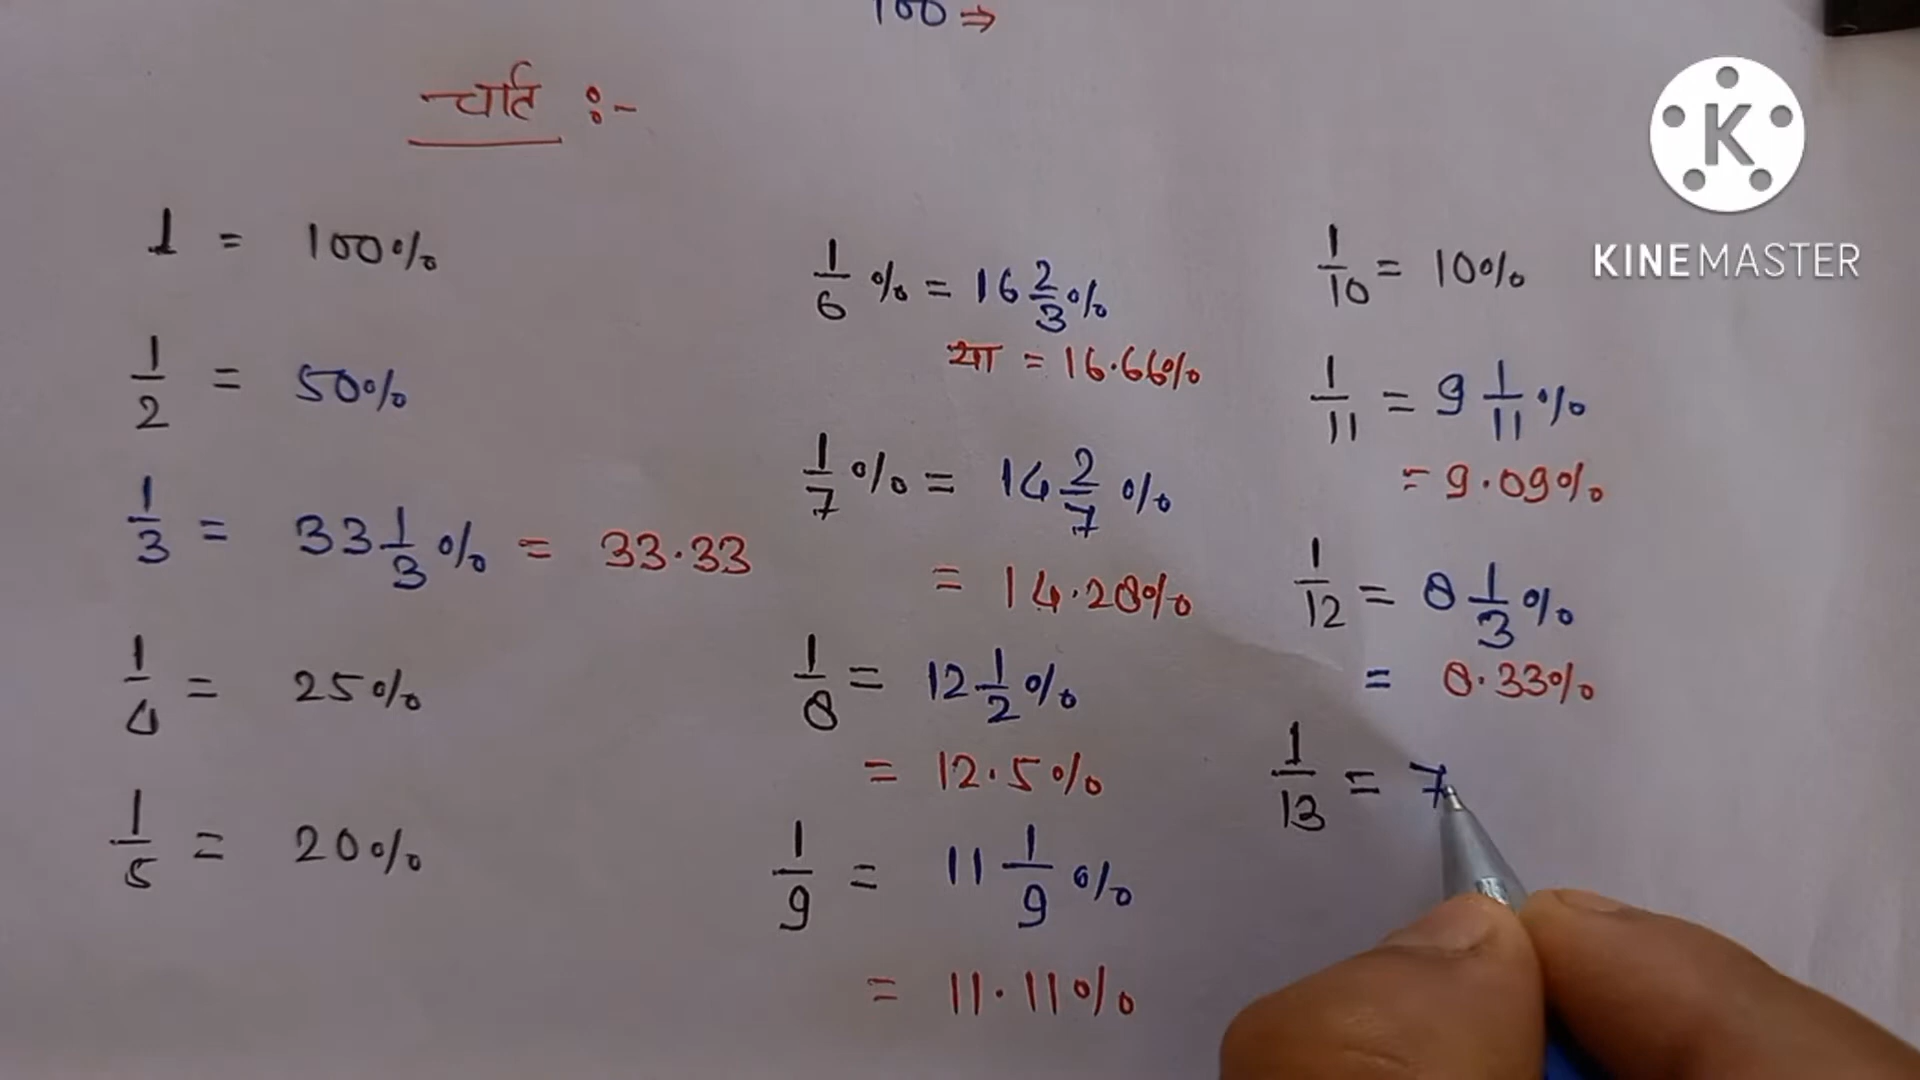 100 ⇒
चार्ट :-
1 = 100%
1/2 = 50%
1/3 = 33 1/3 % = 33.33
1/4 = 25%
1/5 = 20%
1/6 % = 16 2/3 %
या = 16.66%
1/7 % = 14 2/7 %
= 14.28%
1/8 = 12 1/2 %
= 12.5%
1/9 = 11 1/9 %
= 11.11%
1/10 = 10%
1/11 = 9 1/11 %
= 9.09%
1/12 = 8 1/3 %
= 8.33%
1/13 = 7
K
KINEMASTER